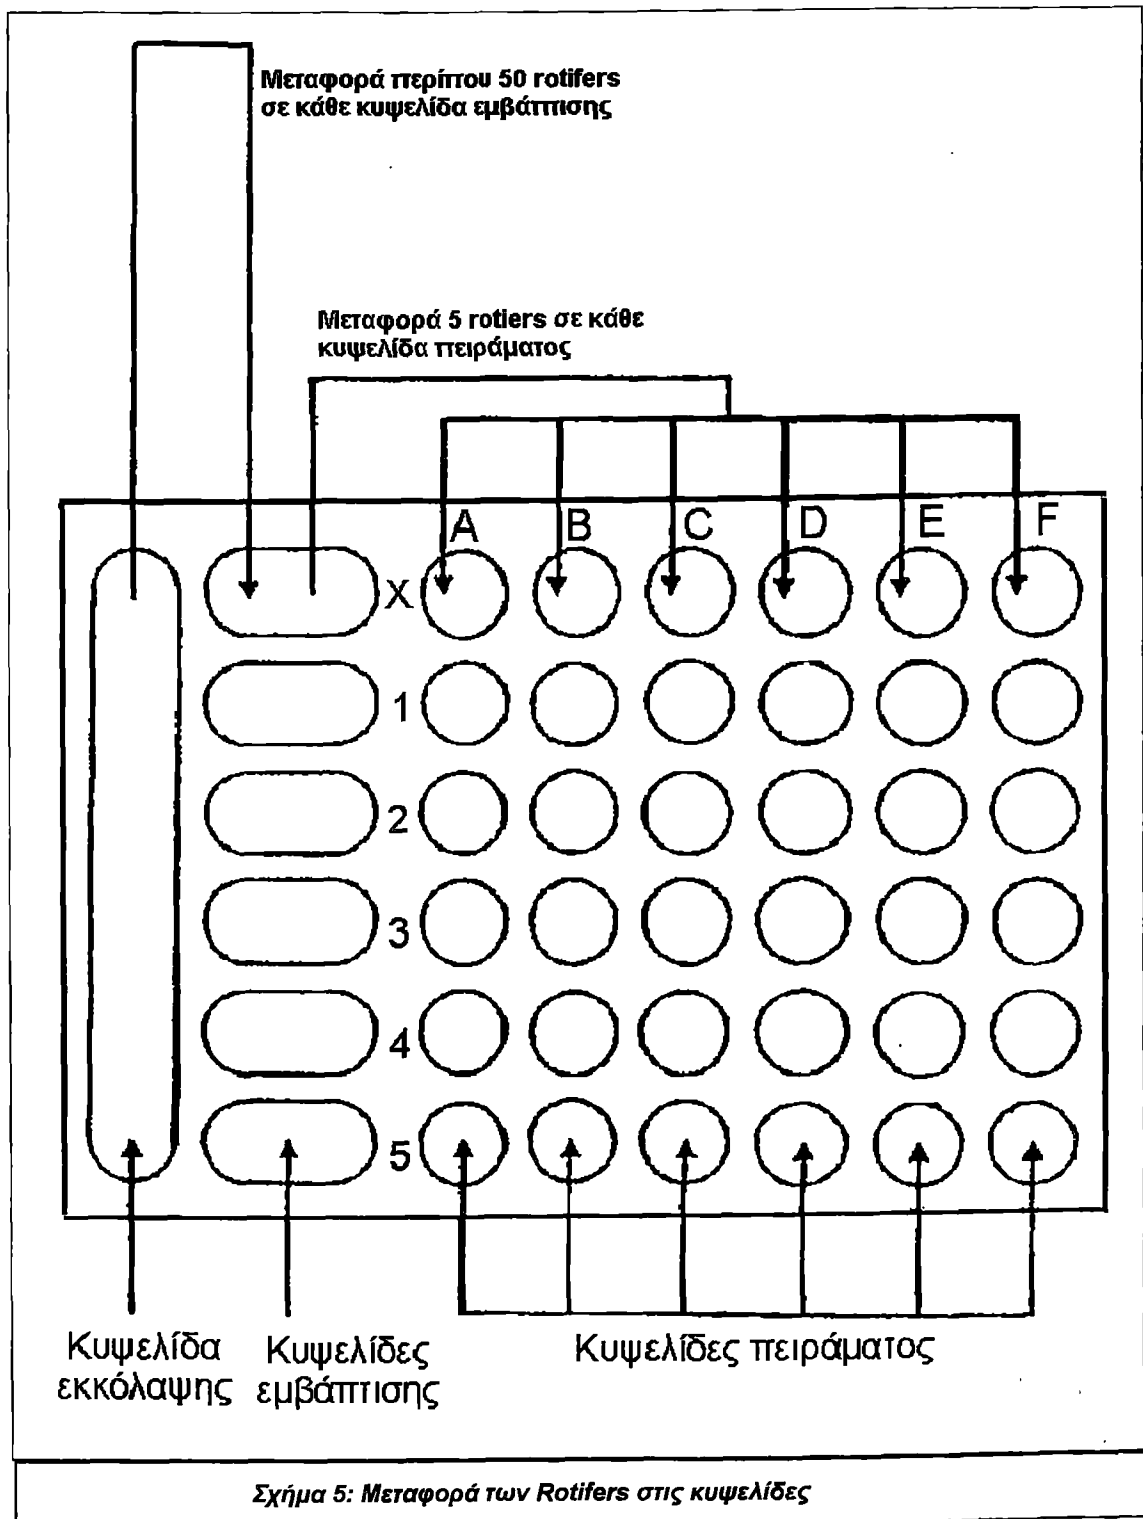 Μεταφορά περίπου 50 rotifers
σε κάθε κυψελίδα εμβάπτισης
Μεταφορά 5 rotiers σε κάθε
κυψελίδα πειράματος
A B C D E F
X
1
2
3
4
5
Κυψελίδα
εκκόλαψης
Κυψελίδες
εμβάπτισης
Κυψελίδες πειράματος
Σχήμα 5: Μεταφορά των Rotifers στις κυψελίδες